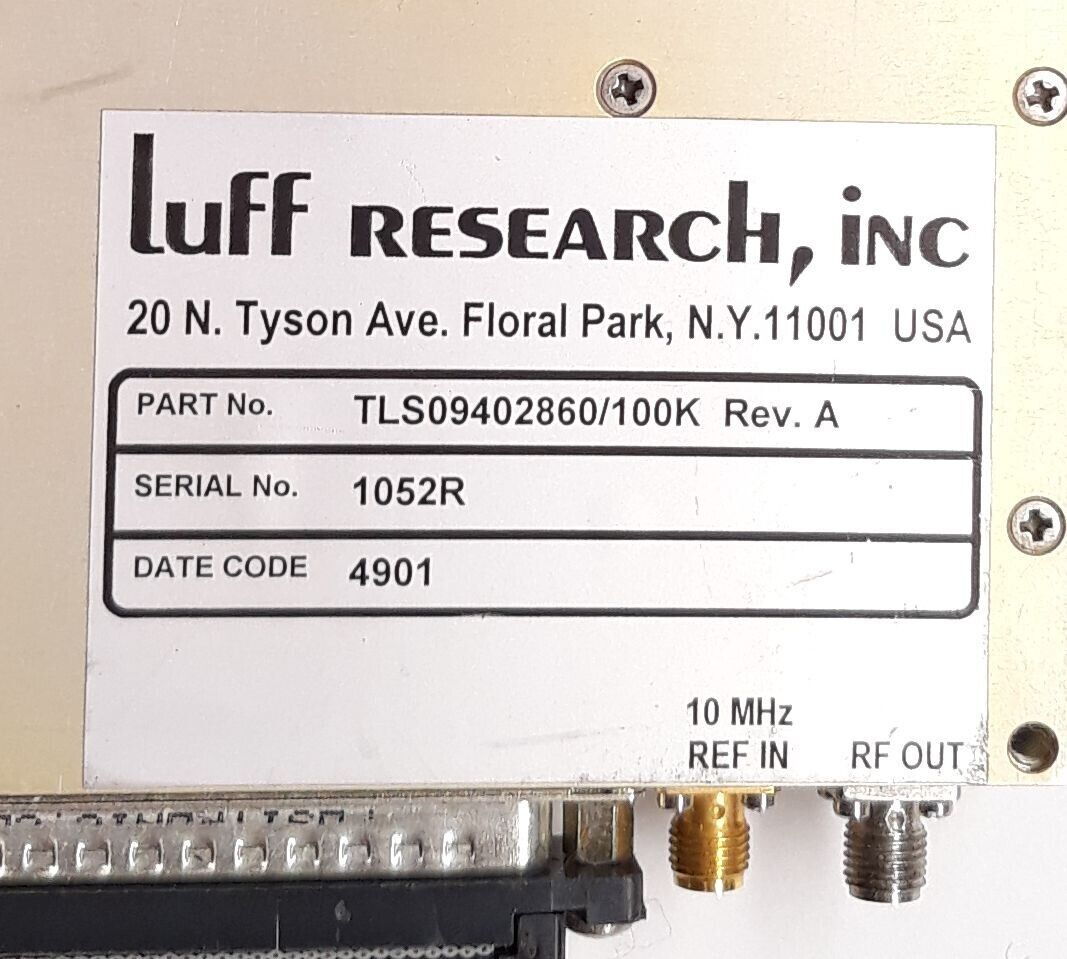 Luff Research, Inc
20 N. Tyson Ave. Floral Park, N.Y.11001 USA
PART No. TLS09402860/100K Rev. A
SERIAL No. 1052R
DATE CODE 4901
10 MHz
REF IN RF OUT